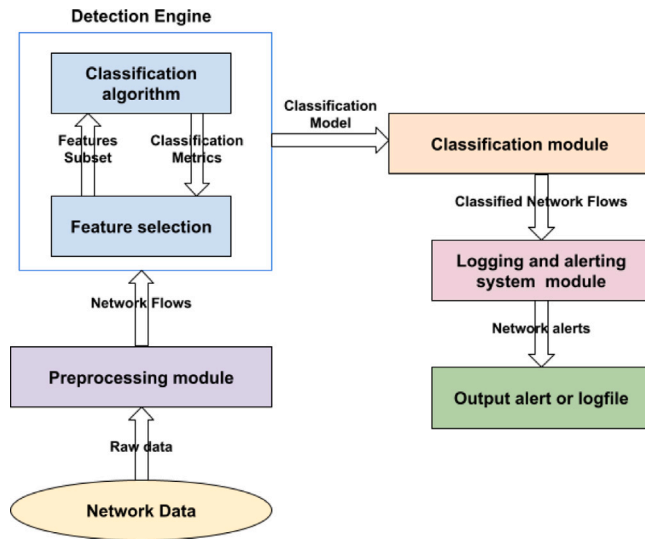 Detection Engine
Classification
algorithm
Features
Subset
Classification
Metrics
Feature selection
Classification
Model
Classification module
Classified Network Flows
Logging and alerting
system module
Network alerts
Output alert or logfile
Network Flows
Preprocessing module
Raw data
Network Data